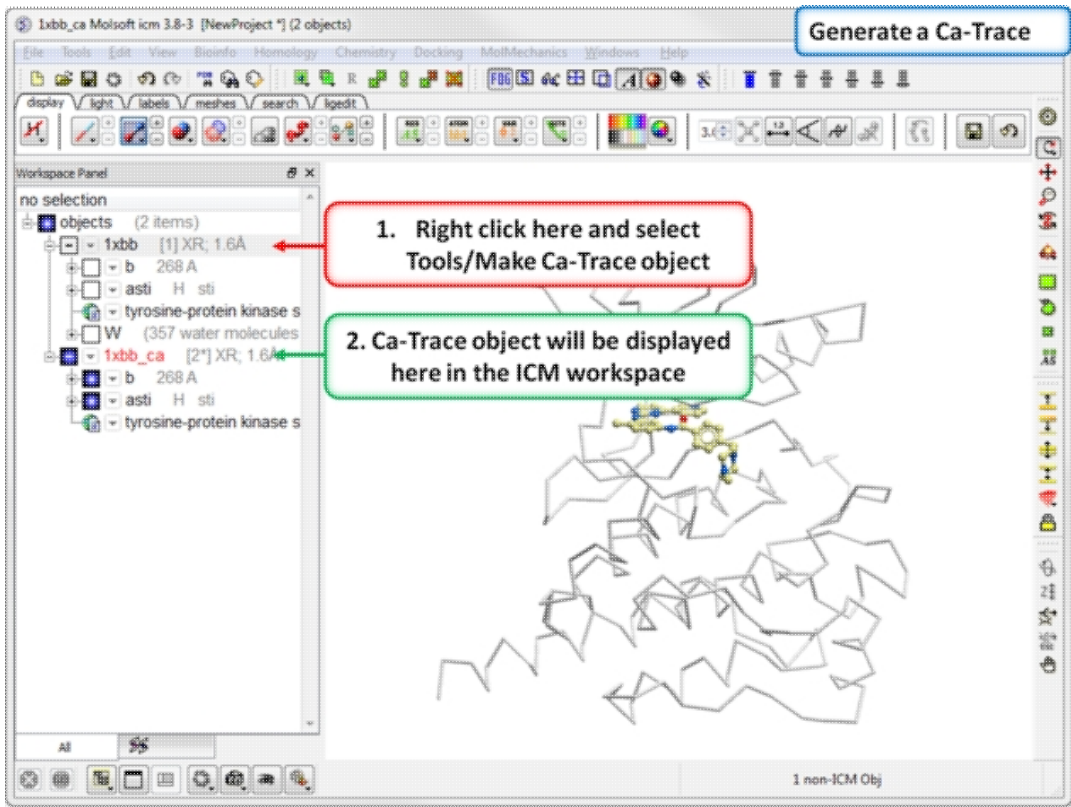 1xbb_ca Molsoft icm 3.8-3 [NewProject *] (2 objects)
Generate a Ca-Trace
File Tools Edit View Bioinfo Homology Chemistry Docking MolMechanics Windows Help
display light labels meshes search ligedit
Workspace Panel
no selection
objects (2 items)
1xbb [1] XR; 1.6Å
b 268 A
asti H sti
tyrosine-protein kinase s
W (357 water molecules
1xbb_ca [2*] XR; 1.6Å
b 268 A
asti H sti
tyrosine-protein kinase s
1. Right click here and select
Tools/Make Ca-Trace object
2. Ca-Trace object will be displayed
here in the ICM workspace
All
1 non-ICM Obj